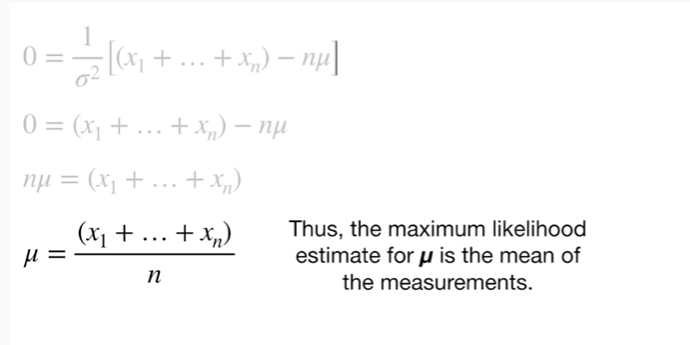 0 = 1/σ² [(x₁ + … + xₙ) − nμ]
0 = (x₁ + … + xₙ) − nμ
nμ = (x₁ + … + xₙ)
μ = (x₁ + … + xₙ) / n
Thus, the maximum likelihood
estimate for μ is the mean of
the measurements.